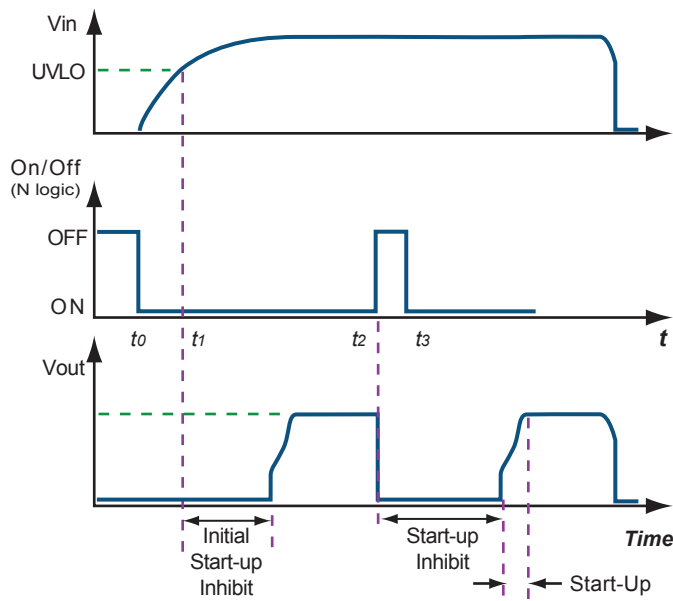 Vin
UVLO
On/Off
(N logic)
OFF
ON
t0 t1 t2 t3 t
Vout
Time
Initial
Start-up
Inhibit
Start-up
Inhibit
Start-Up